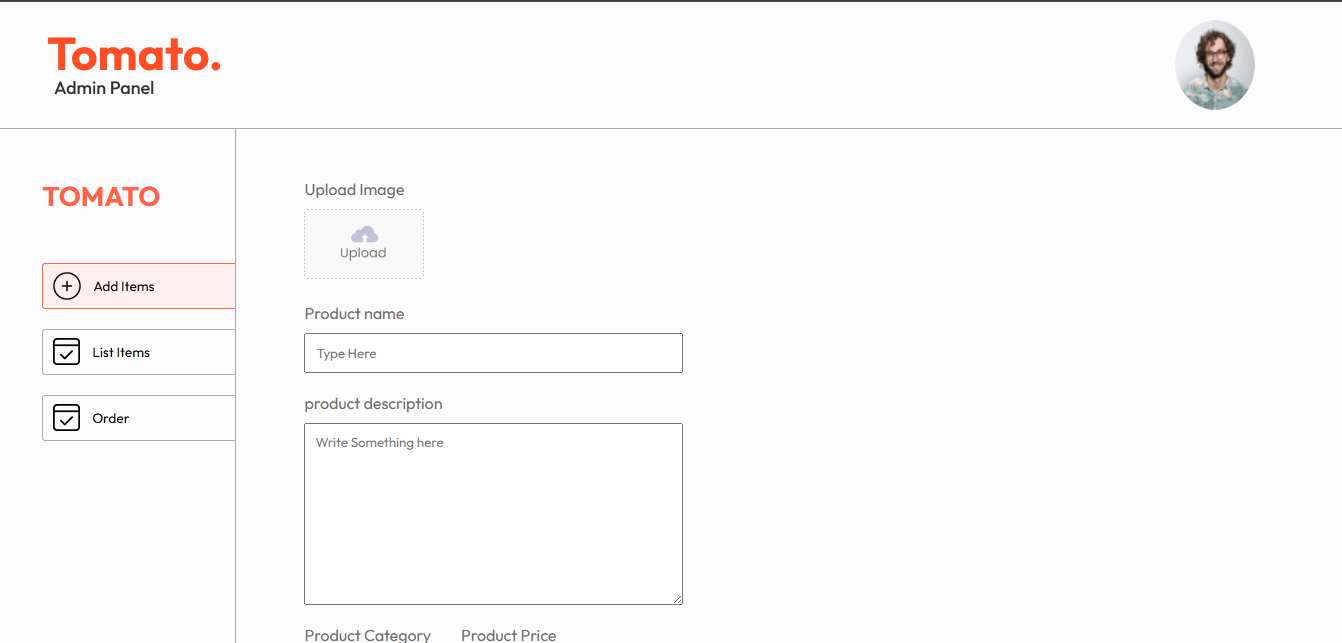 Tomato.
Admin Panel
TOMATO
Add Items
List Items
Order
Upload Image
Upload
Product name
Type Here
product description
Write Something here
Product Category Product Price